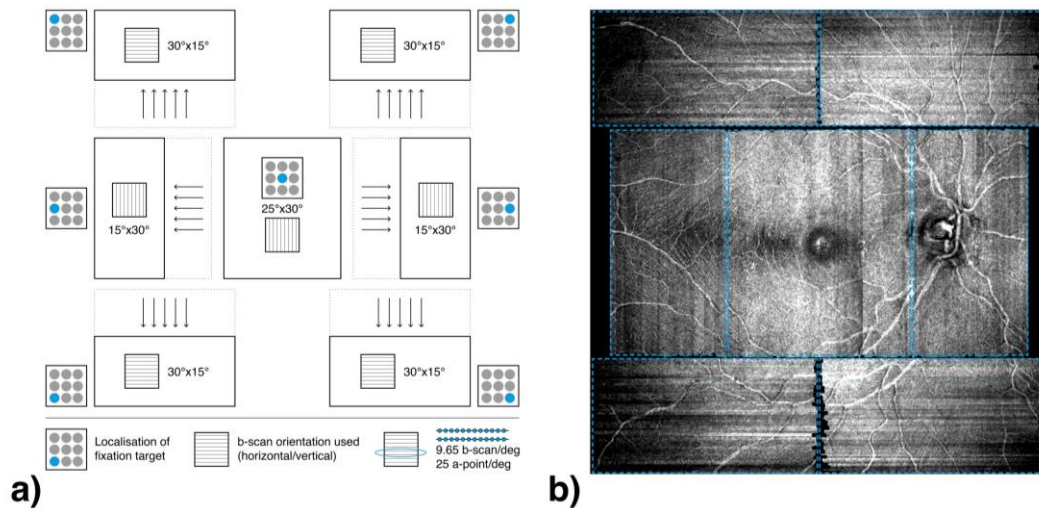 30°x15°
30°x15°
15°x30°
25°x30°
15°x30°
30°x15°
30°x15°
Localisation of
fixation target
b-scan orientation used
(horizontal/vertical)
9.65 b-scan/deg
25 a-point/deg
a)
b)